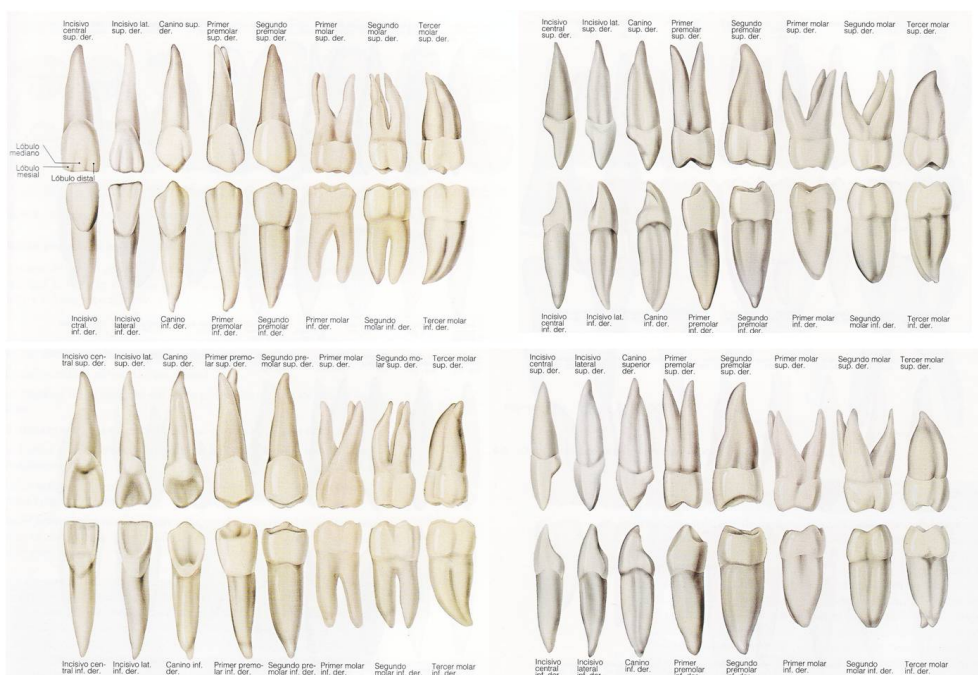 Incisivo
central
sup. der.
Incisivo lat.
sup. der.
Canino sup.
der.
Primer
premolar
sup. der.
Segundo
premolar
sup. der.
Primer
molar
sup. der.
Segundo
molar
sup. der.
Tercer
molar
sup. der.
Lóbulo
mediano
Lóbulo
mesial
Lóbulo distal
Incisivo
ctral.
inf. der.
Incisivo
lateral
inf. der.
Canino
inf. der.
Primer
premolar
inf. der.
Segundo
premolar
inf. der.
Primer molar
inf. der.
Segundo
molar inf. der.
Tercer molar
inf. der.
Incisivo
central
sup. der.
Incisivo lat.
sup. der.
Canino
sup. der.
Primer
premolar
sup. der.
Segundo
premolar
sup. der.
Primer molar
sup. der.
Segundo molar
sup. der.
Tercer molar
sup. der.
Incisivo
central
inf. der.
Incisivo lat.
inf. der.
Canino
inf. der.
Primer
premolar
inf. der.
Segundo
premolar
inf. der.
Primer molar
inf. der.
Segundo
molar inf. der.
Tercer molar
inf. der.
Incisivo cen-
tral sup. der.
Incisivo lat.
sup. der.
Canino
sup. der.
Primer premo-
lar sup. der.
Segundo pre-
molar sup. der.
Primer molar
sup. der.
Segundo mo-
lar sup. der.
Tercer molar
sup. der.
Incisivo cen-
tral inf. der.
Incisivo lat.
inf. der.
Canino inf.
der.
Primer premo-
lar inf. der.
Segundo pre-
molar inf. der.
Primer molar
inf. der.
Segundo
molar inf. der.
Tercer molar
inf. der.
Incisivo
central
sup. der.
Incisivo
lateral
sup. der.
Canino
superior
der.
Primer
premolar
sup. der.
Segundo
premolar
sup. der.
Primer molar
sup. der.
Segundo molar
sup. der.
Tercer molar
sup. der.
Incisivo
central
inf. der.
Incisivo
lateral
inf. der.
Canino
inf. der.
Primer
premolar
inf. der.
Segundo
premolar
inf. der.
Primer molar
inf. der.
Segundo
molar inf. der.
Tercer molar
inf. der.